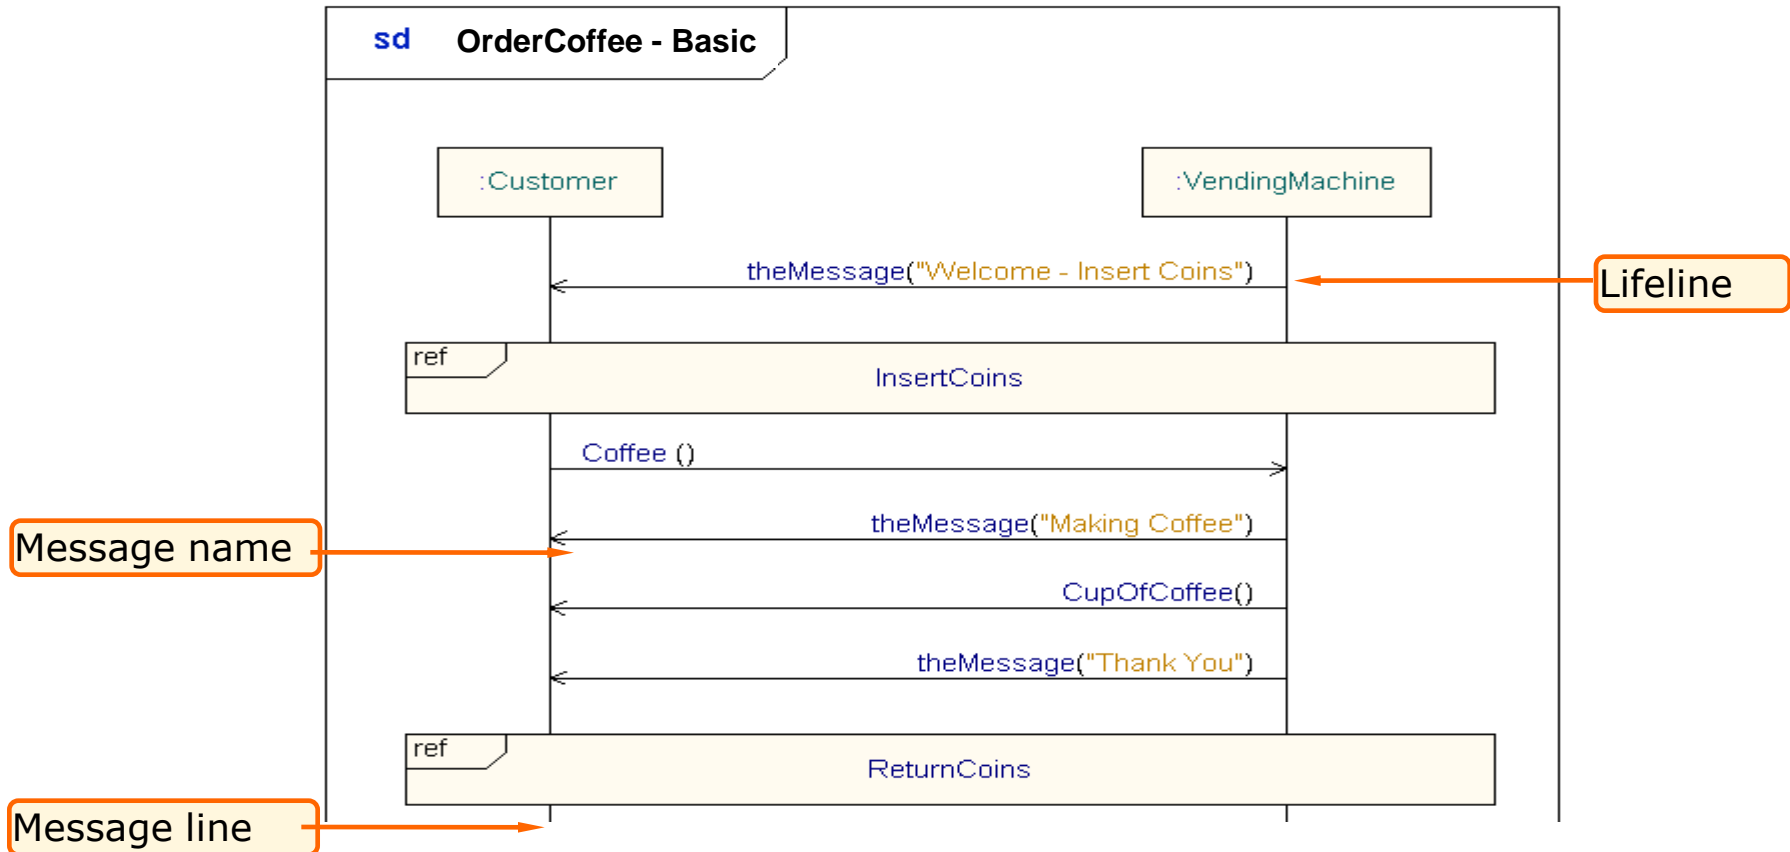 sd OrderCoffee - Basic
:Customer
:VendingMachine
theMessage("Welcome - Insert Coins")
Lifeline
ref
InsertCoins
Coffee ()
theMessage("Making Coffee")
Message name
CupOfCoffee()
theMessage("Thank You")
ref
ReturnCoins
Message line